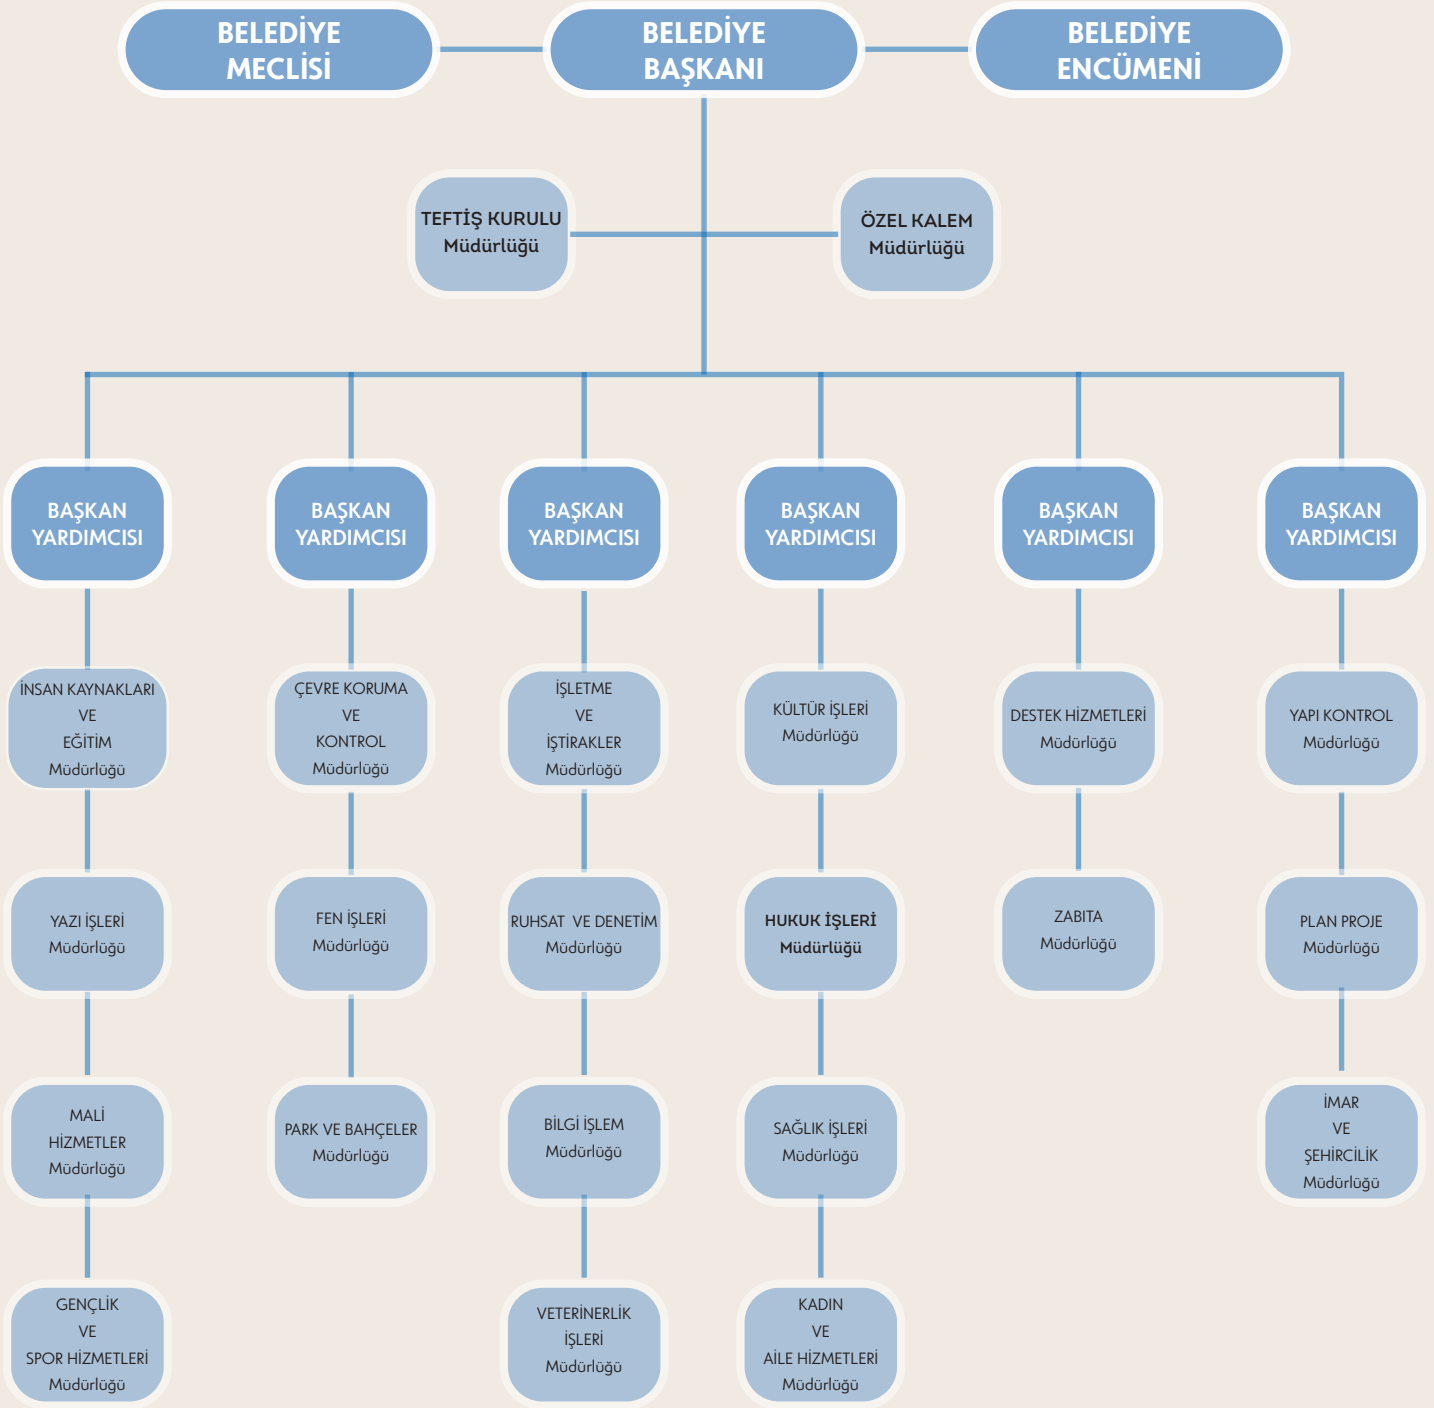 BELEDİYE
MECLİSİ
BELEDİYE
BAŞKANI
BELEDİYE
ENCÜMENİ
TEFTİŞ KURULU
Müdürlüğü
ÖZEL KALEM
Müdürlüğü
BAŞKAN
YARDIMCISI
BAŞKAN
YARDIMCISI
BAŞKAN
YARDIMCISI
BAŞKAN
YARDIMCISI
BAŞKAN
YARDIMCISI
BAŞKAN
YARDIMCISI
İNSAN KAYNAKLARI
VE
EĞİTİM
Müdürlüğü
ÇEVRE KORUMA
VE
KONTROL
Müdürlüğü
İŞLETME
VE
İŞTİRAKLER
Müdürlüğü
KÜLTÜR İŞLERİ
Müdürlüğü
DESTEK HİZMETLERİ
Müdürlüğü
YAPI KONTROL
Müdürlüğü
YAZI İŞLERİ
Müdürlüğü
FEN İŞLERİ
Müdürlüğü
RUHSAT VE DENETİM
Müdürlüğü
HUKUK İŞLERİ
Müdürlüğü
ZABITA
Müdürlüğü
PLAN PROJE
Müdürlüğü
MALİ
HİZMETLER
Müdürlüğü
PARK VE BAHÇELER
Müdürlüğü
BİLGİ İŞLEM
Müdürlüğü
SAĞLIK İŞLERİ
Müdürlüğü
İMAR
VE
ŞEHİRCİLİK
Müdürlüğü
GENÇLİK
VE
SPOR HİZMETLERİ
Müdürlüğü
VETERİNERLİK
İŞLERİ
Müdürlüğü
KADIN
VE
AİLE HİZMETLERİ
Müdürlüğü